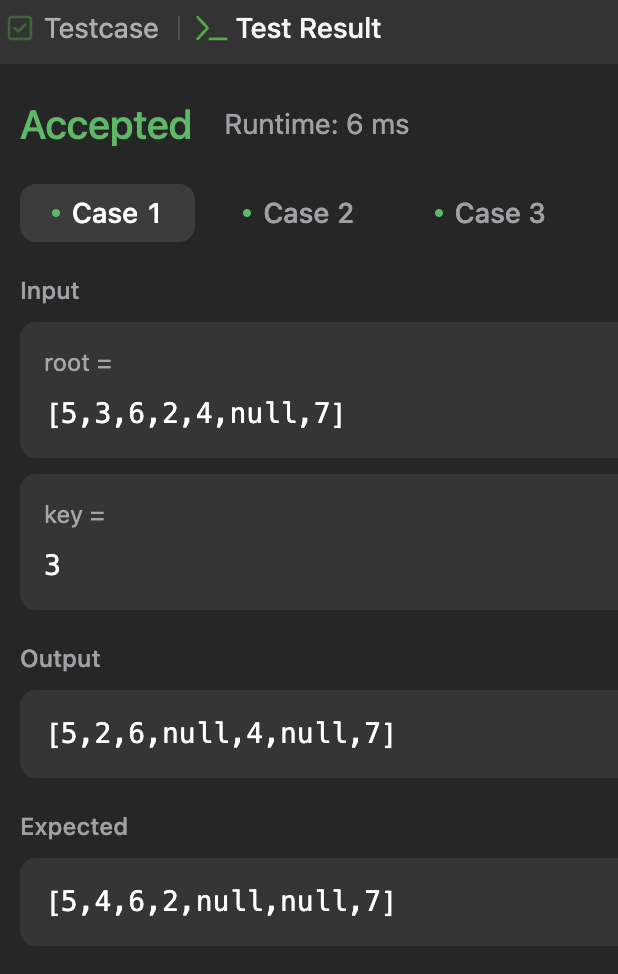 Testcase | >_ Test Result
Accepted Runtime: 6 ms
• Case 1 • Case 2 • Case 3
Input
root =
[5,3,6,2,4,null,7]
key =
3
Output
[5,2,6,null,4,null,7]
Expected
[5,4,6,2,null,null,7]